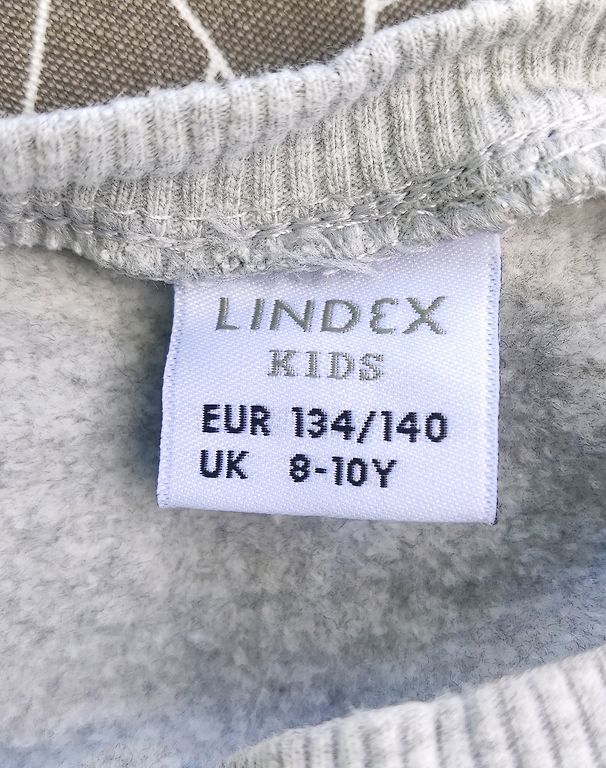 LINDEX
KIDS
EUR 134/140
UK 8-10Y